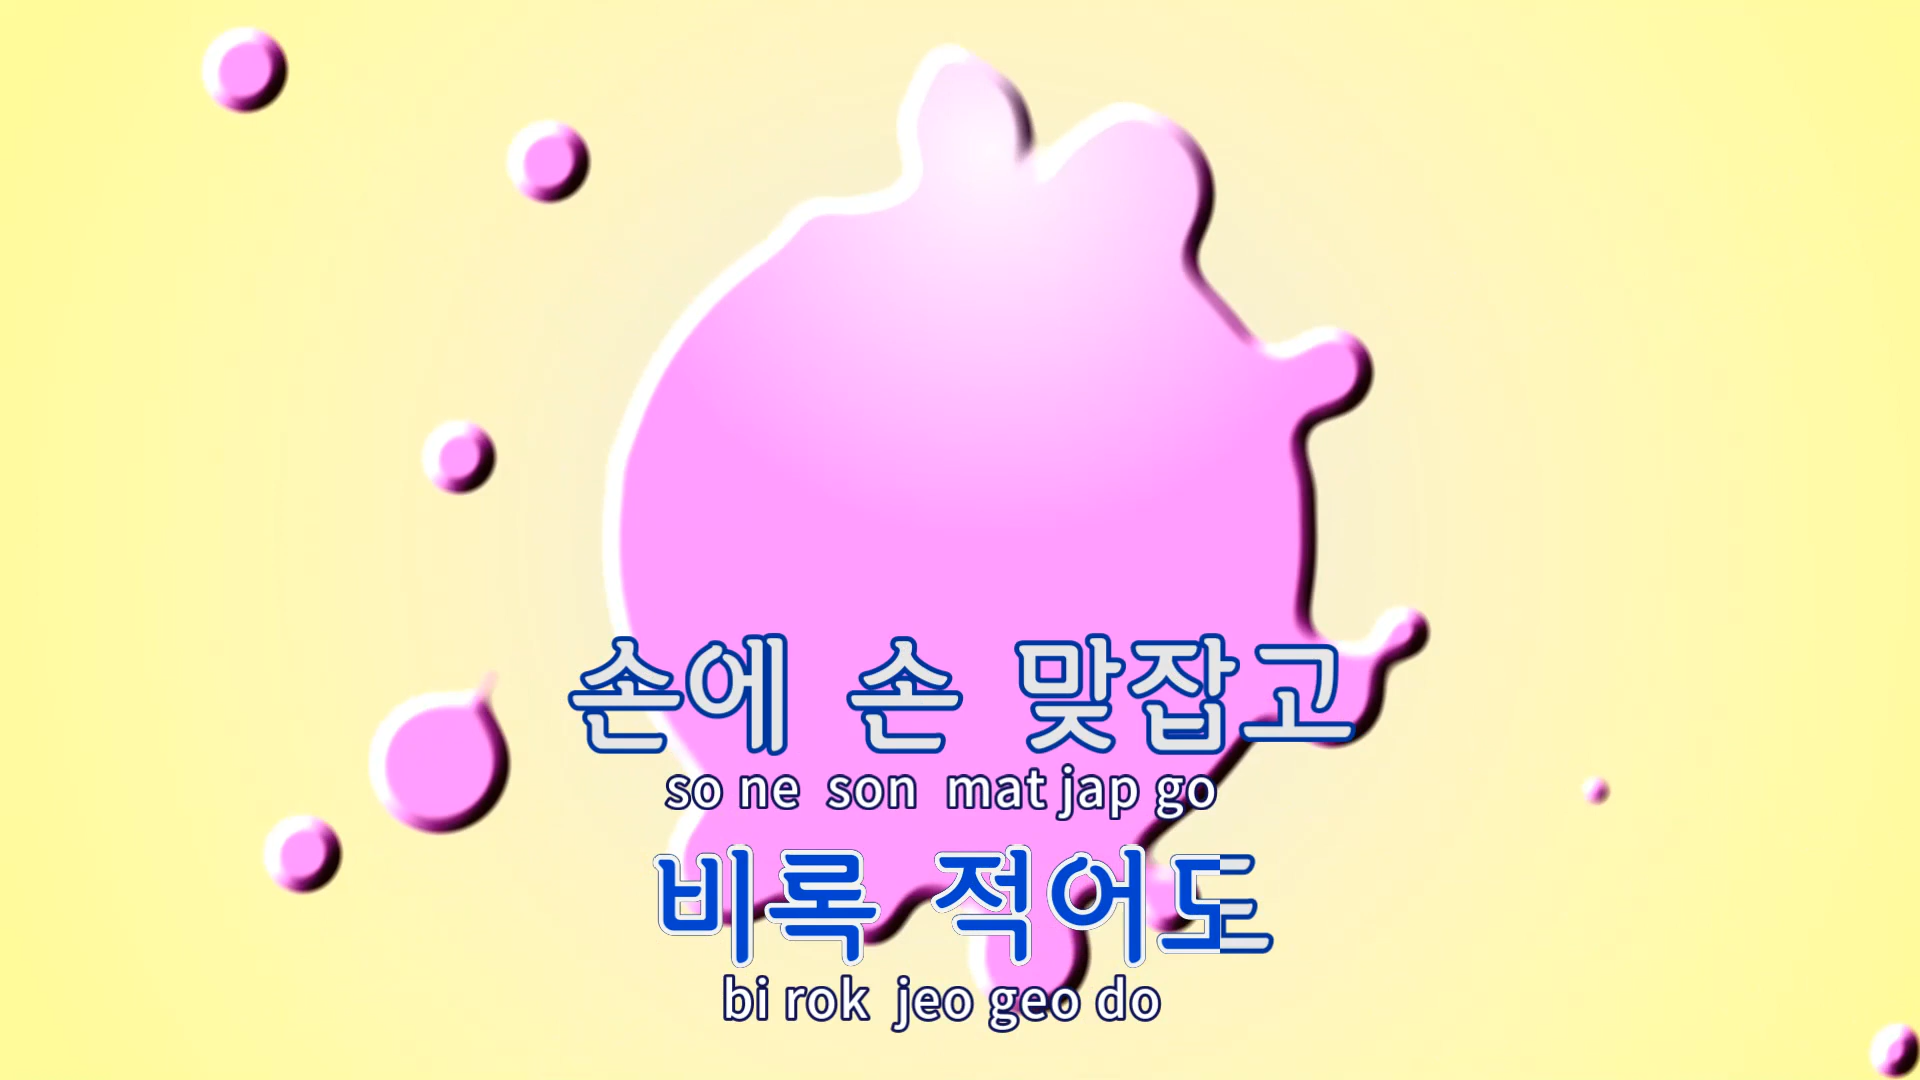 손에 손 맞잡고
so ne son mat jap go
비록 적어도
bi rok jeo geo do